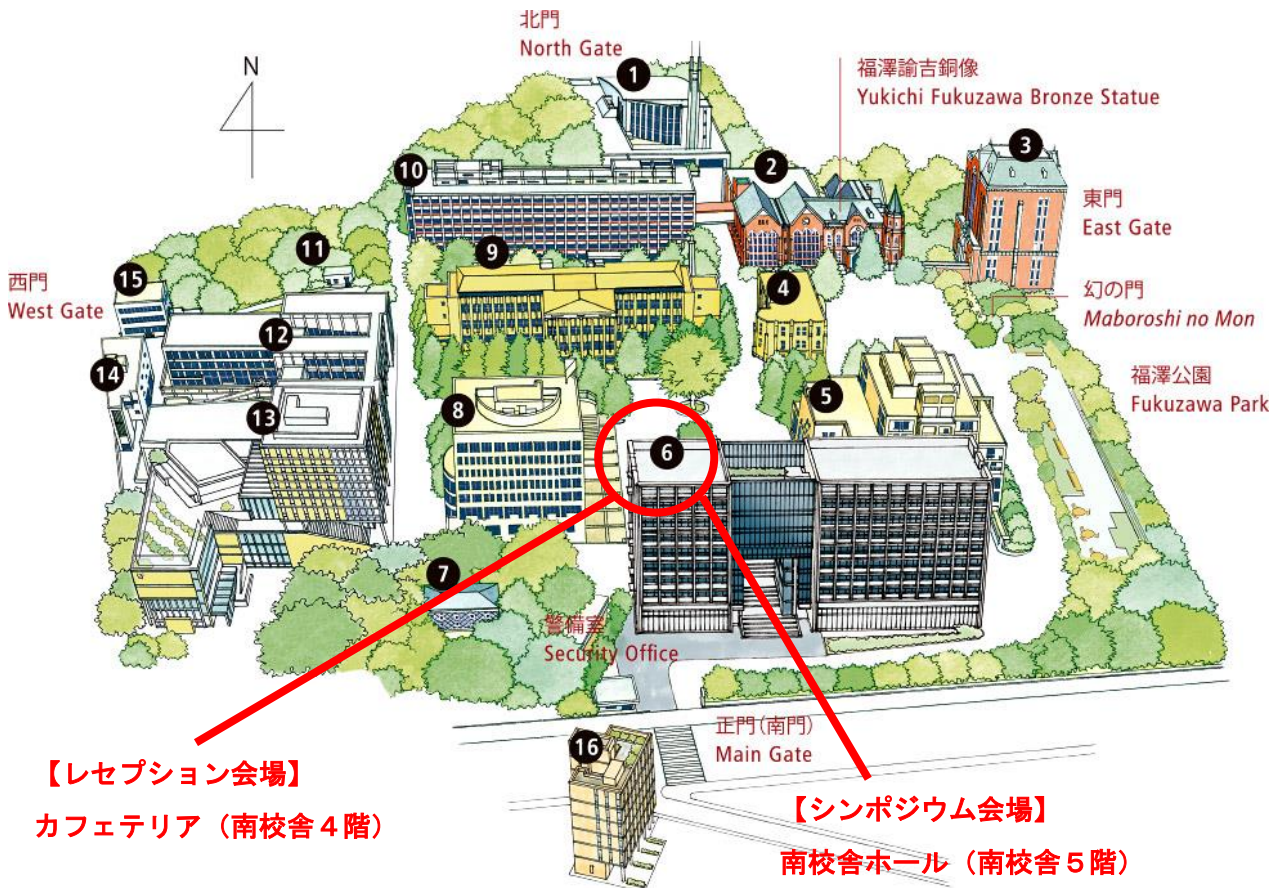 北門
North Gate
N
福澤諭吉銅像
Yukichi Fukuzawa Bronze Statue
1
2
3
10
東門
East Gate
11
9
4
15
西門
West Gate
幻の門
Maboroshi no Mon
12
14
福澤公園
Fukuzawa Park
13
8
5
6
7
警備室
Security Office
正門(南門)
Main Gate
16
【レセプション会場】
カフェテリア（南校舎４階）
【シンポジウム会場】
南校舎ホール（南校舎５階）